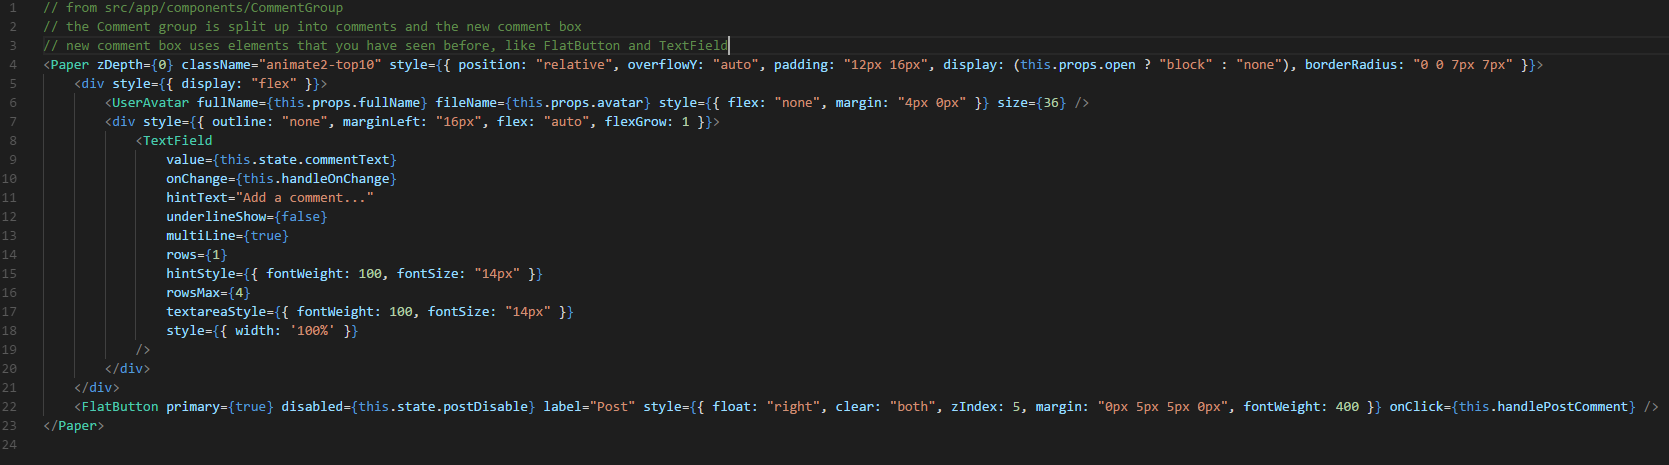 1 // from src/app/components/CommentGroup
2 // the Comment group is split up into comments and the new comment box
3 // new comment box uses elements that you have seen before, like FlatButton and TextField
4 <Paper zDepth={0} className="animate2-top10" style={{ position: "relative", overflowY: "auto", padding: "12px 16px", display: (this.props.open ? "block" : "none"), borderRadius: "0 0 7px 7px" }}>
5 <div style={{ display: "flex" }}>
6 <UserAvatar fullName={this.props.fullName} fileName={this.props.avatar} style={{ flex: "none", margin: "4px 0px" }} size={36} />
7 <div style={{ outline: "none", marginLeft: "16px", flex: "auto", flexGrow: 1 }}>
8 <TextField
9 value={this.state.commentText}
10 onChange={this.handleOnChange}
11 hintText="Add a comment..."
12 underlineShow={false}
13 multiLine={true}
14 rows={1}
15 hintStyle={{ fontWeight: 100, fontSize: "14px" }}
16 rowsMax={4}
17 textareaStyle={{ fontWeight: 100, fontSize: "14px" }}
18 style={{ width: '100%' }}
19 />
20 </div>
21 </div>
22 <FlatButton primary={true} disabled={this.state.postDisable} label="Post" style={{ float: "right", clear: "both", zIndex: 5, margin: "0px 5px 5px 0px", fontWeight: 400 }} onClick={this.handlePostComment} />
23 </Paper>
24